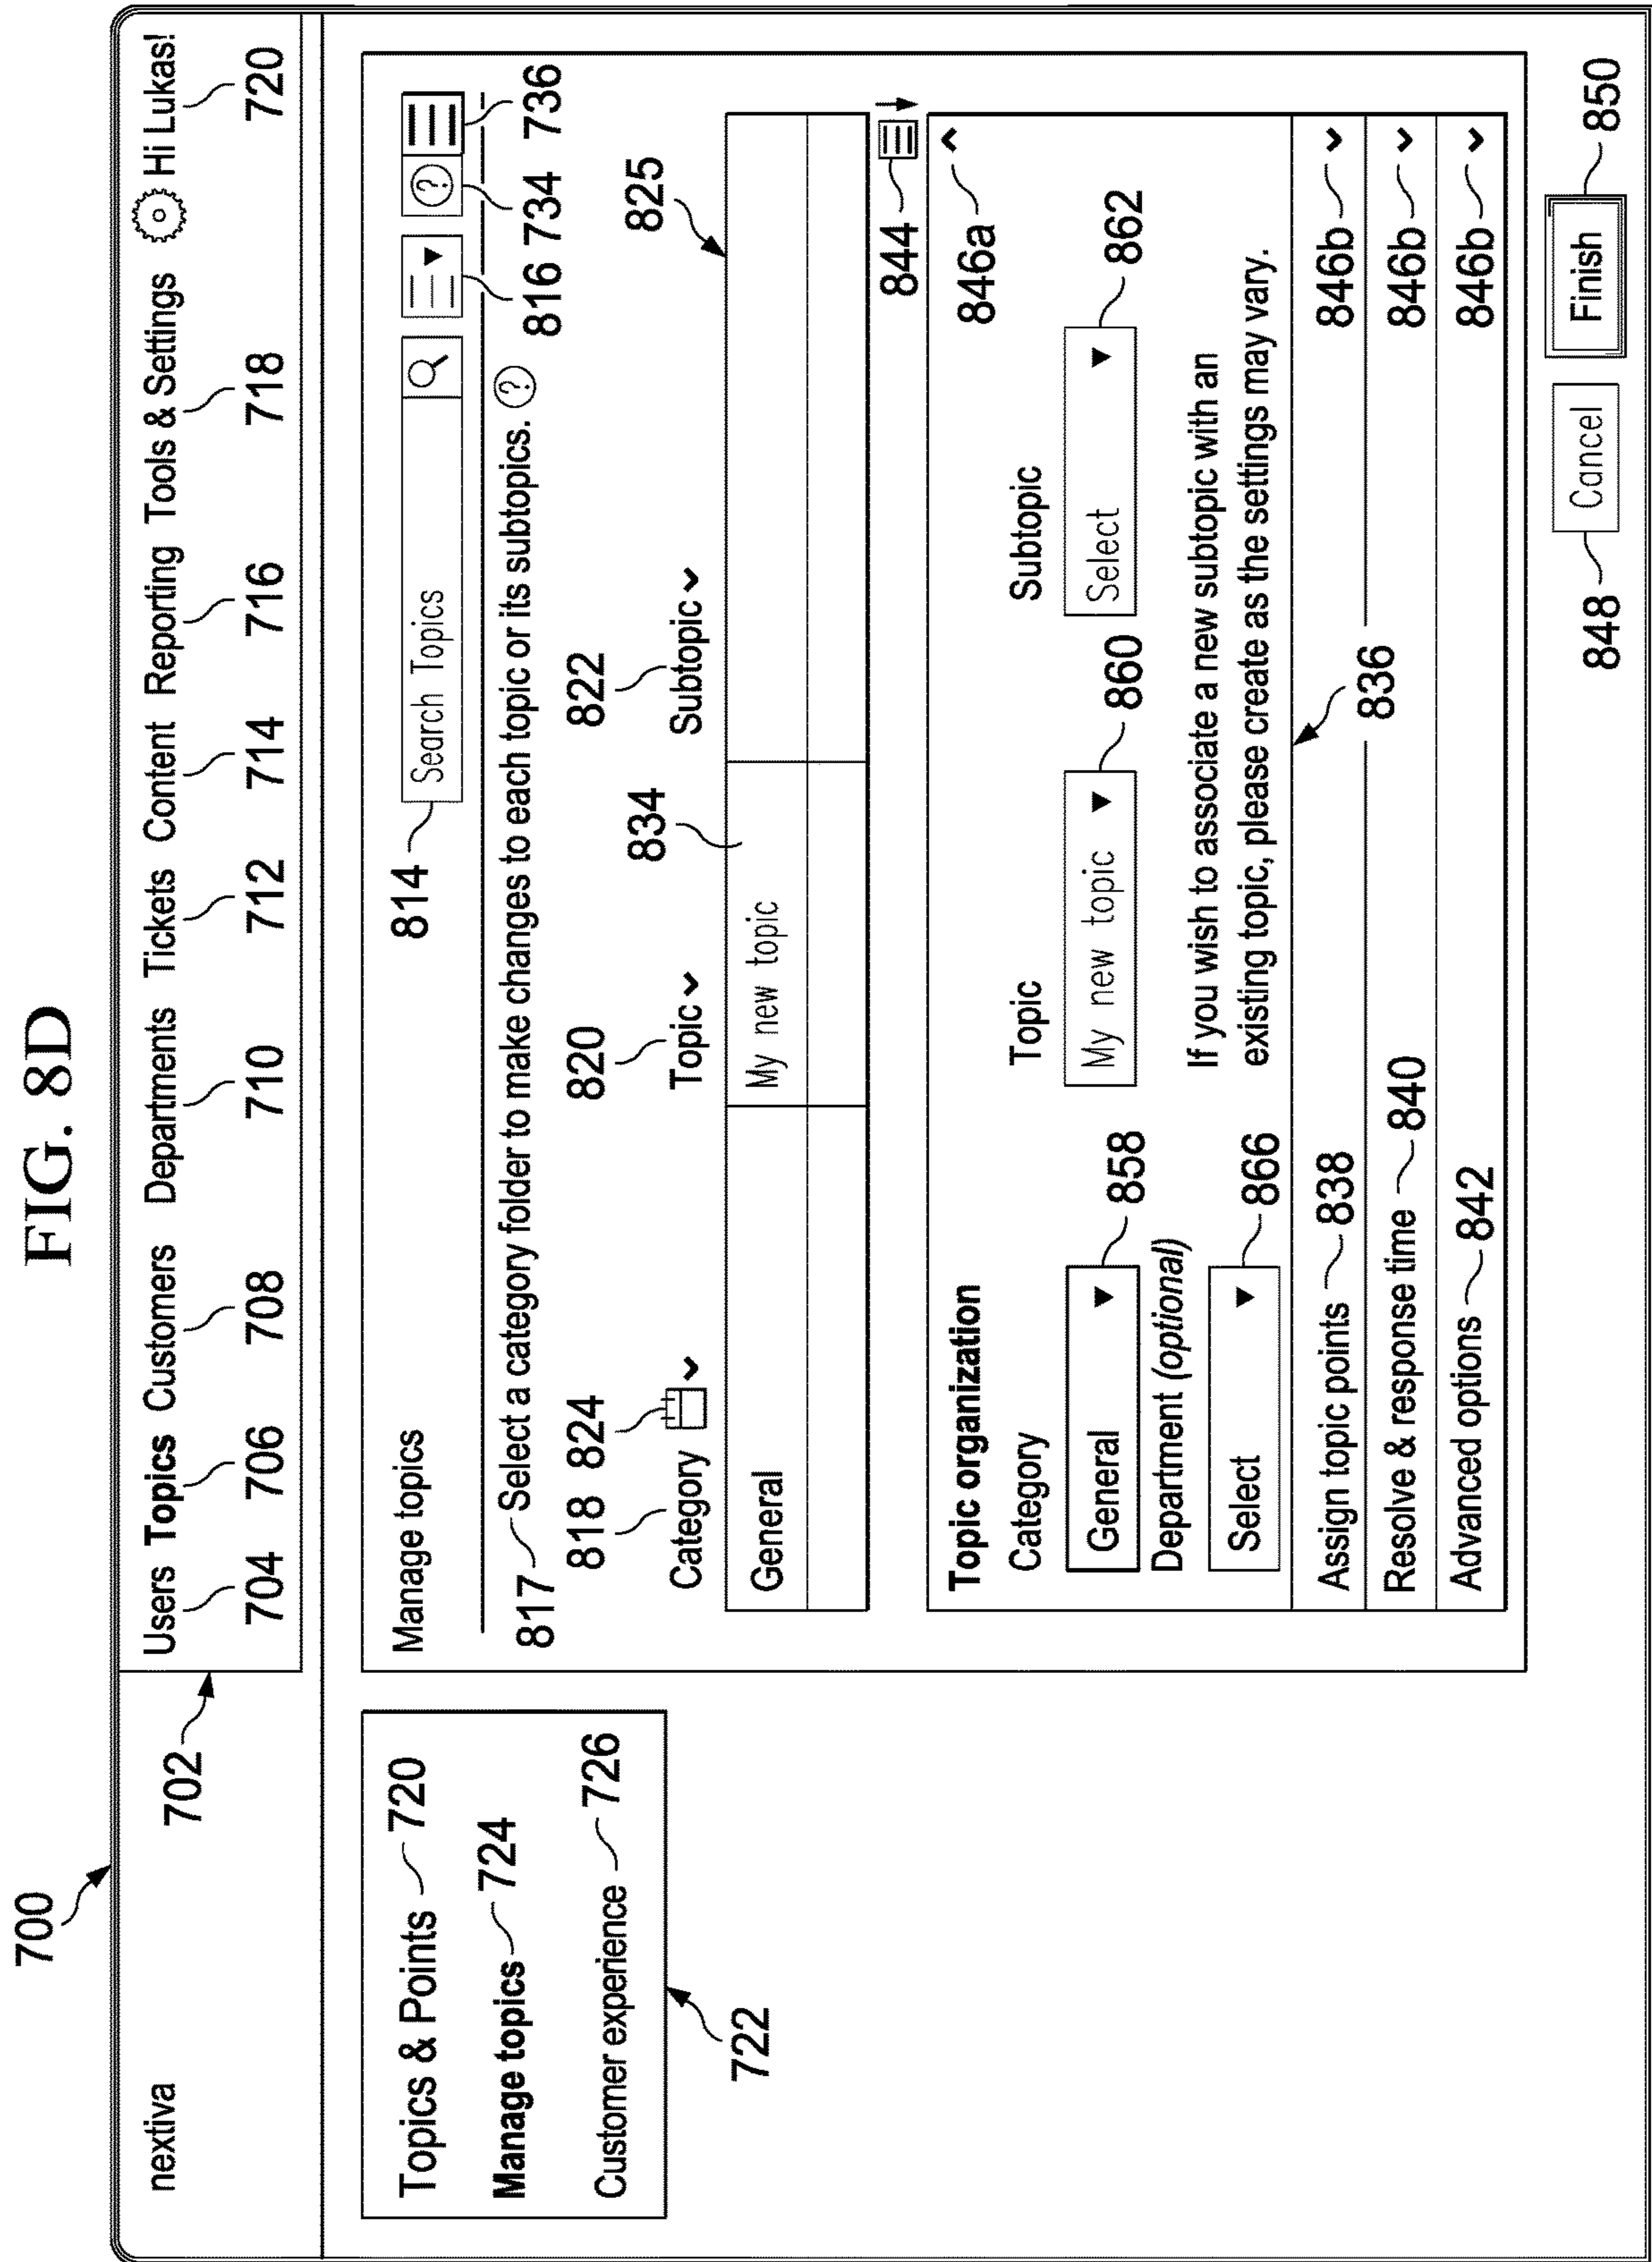 FIG. 8D
700
nextiva
702
Users Topics Customers Departments Tickets Content Reporting Tools & Settings Hi Lukas!
704 706 708 710 712 714 716 718 720
Topics & Points 720
Manage topics 724
Customer experience 726
722
Manage topics
814 Search Topics
816 734 736
817 Select a category folder to make changes to each topic or its subtopics. ?
818 824 820 822 825
Category Topic Subtopic
834
General My new topic
844
Topic organization 846a
Category Topic Subtopic
General 858 My new topic 860 Select 862
Department (optional)
Select 866
If you wish to associate a new subtopic with an
existing topic, please create as the settings may vary.
836
Assign topic points 838 846b
Resolve & response time 840 846b
Advanced options 842 846b
848 Cancel Finish 850